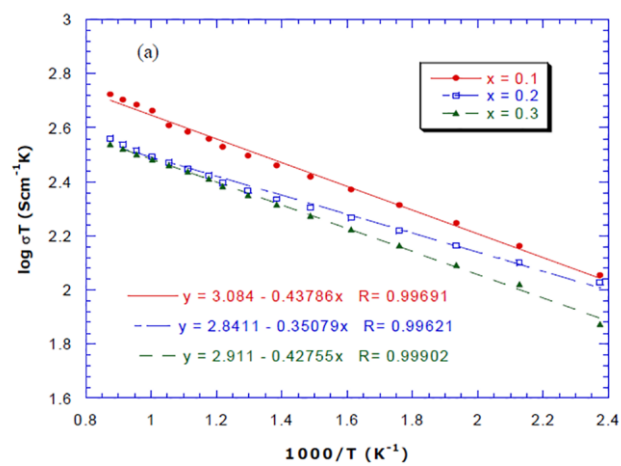 3
2.8
2.6
2.4
2.2
2
1.8
1.6
log σT (Scm⁻¹K)
(a)
x = 0.1
x = 0.2
x = 0.3
y = 3.084 - 0.43786x R= 0.99691
y = 2.8411 - 0.35079x R= 0.99621
y = 2.911 - 0.42755x R= 0.99902
0.8 1 1.2 1.4 1.6 1.8 2 2.2 2.4
1000/T (K⁻¹)